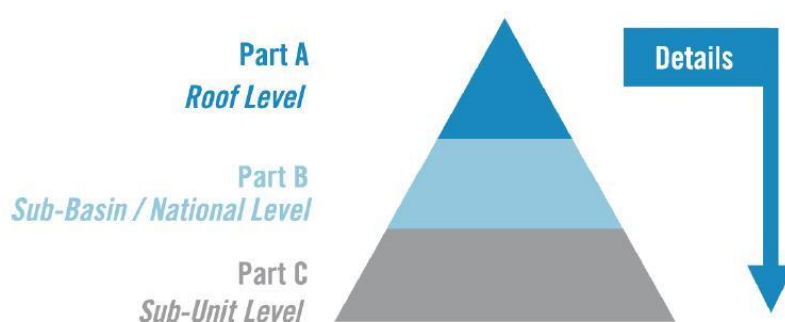 Part A
Roof Level
Details
Part B
Sub-Basin / National Level
Part C
Sub-Unit Level